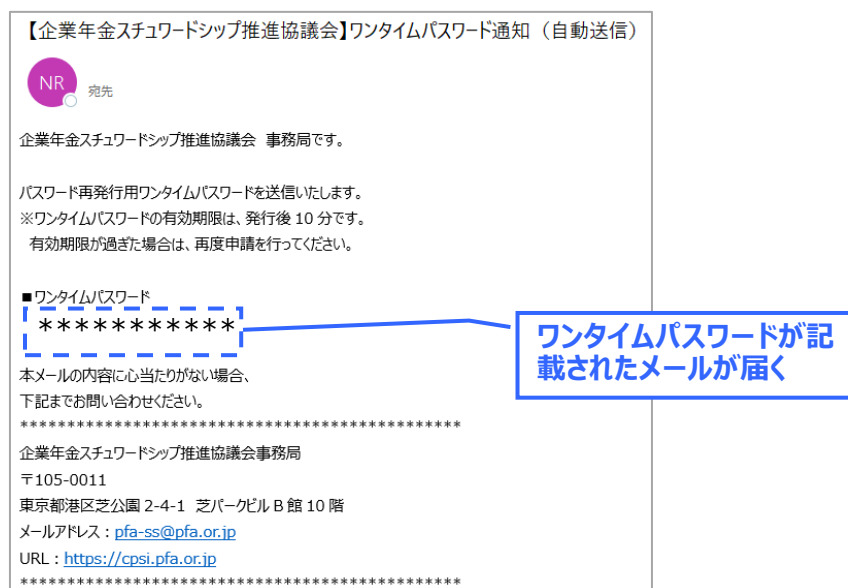 【企業年金スチュワードシップ推進協議会】ワンタイムパスワード通知（自動送信）
NR
宛先
企業年金スチュワードシップ推進協議会 事務局です。
パスワード再発行用ワンタイムパスワードを送信いたします。
※ワンタイムパスワードの有効期限は、発行後 10 分です。
有効期限が過ぎた場合は、再度申請を行ってください。
■ワンタイムパスワード
***********
ワンタイムパスワードが記
載されたメールが届く
本メールの内容に心当たりがない場合、
下記までお問い合わせください。
***********************************************
企業年金スチュワードシップ推進協議会事務局
〒105-0011
東京都港区芝公園 2-4-1 芝パークビル B 館 10 階
メールアドレス：pfa-ss@pfa.or.jp
URL：https://cpsi.pfa.or.jp
***********************************************